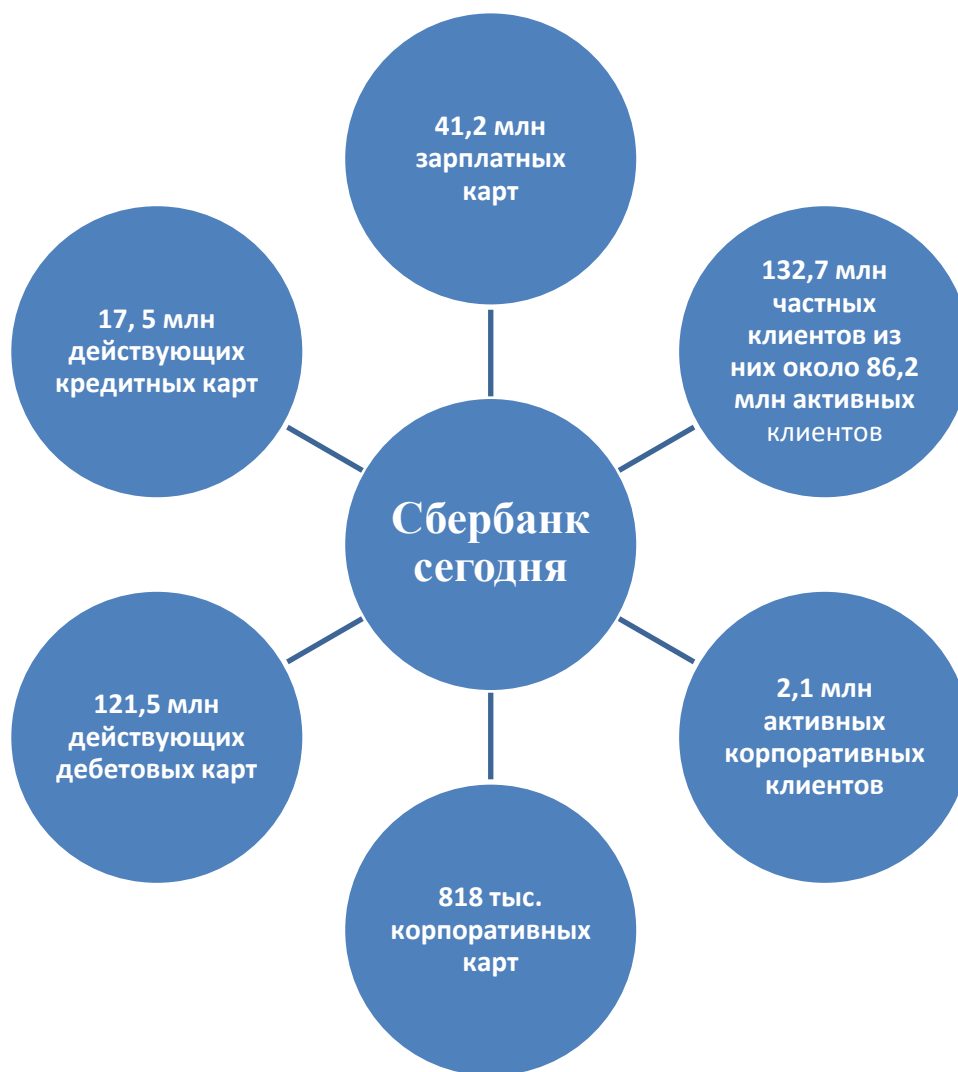 41,2 млн
зарплатных
карт
132,7 млн
частных
клиентов из
них около 86,2
млн активных
клиентов
17, 5 млн
действующих
кредитных карт
Сбербанк
сегодня
121,5 млн
действующих
дебетовых карт
2,1 млн
активных
корпоративных
клиентов
818 тыс.
корпоративных
карт